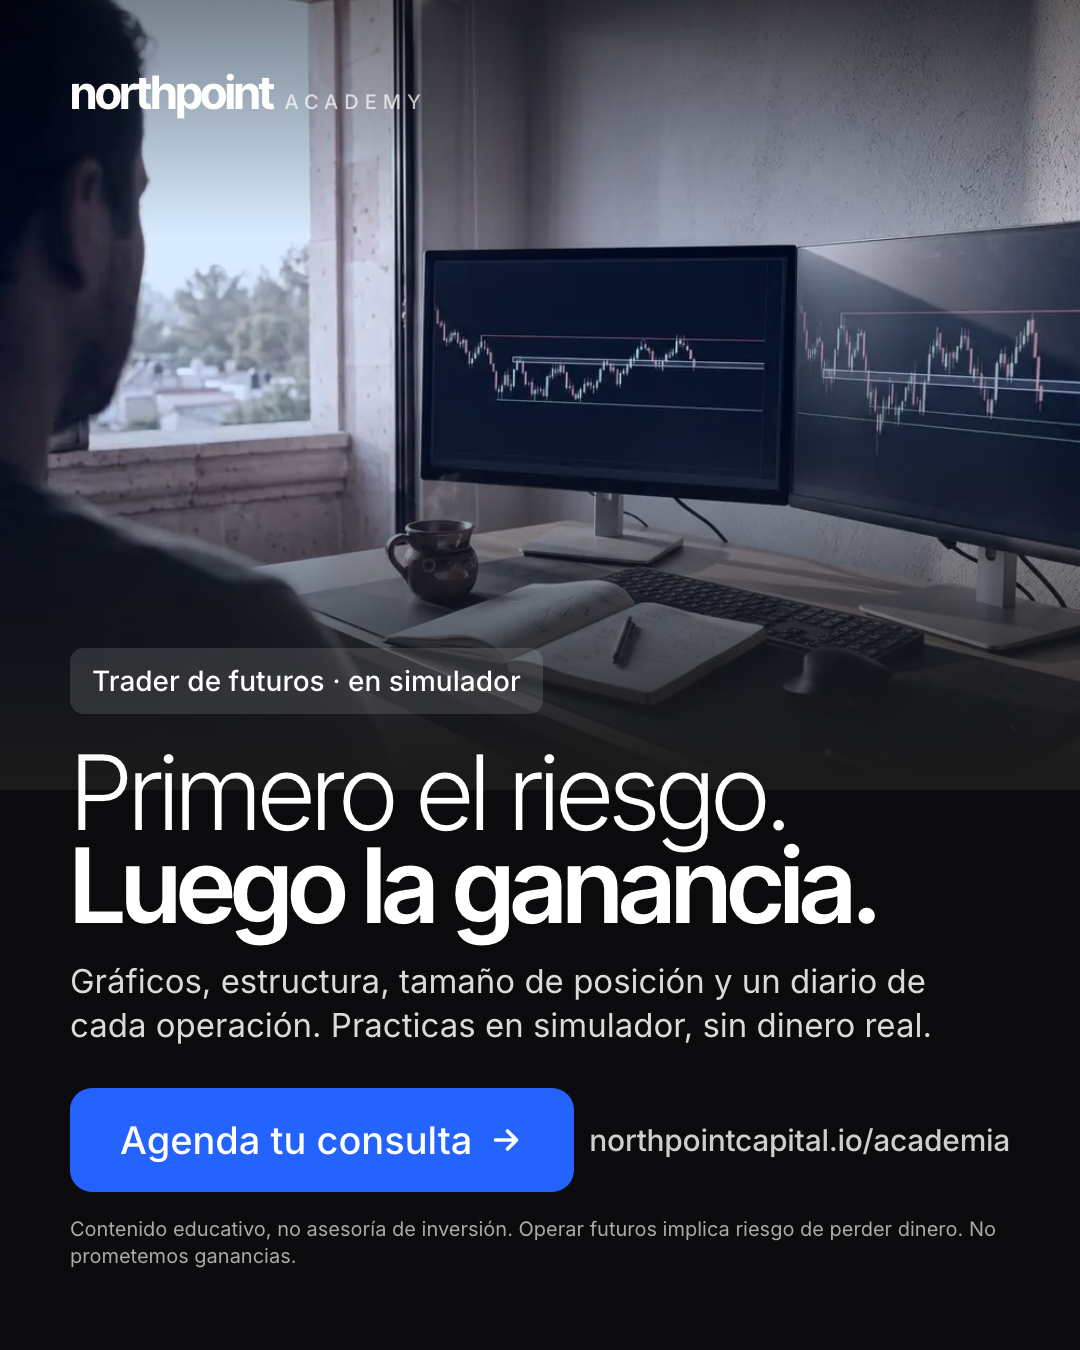 northpoint ACADEMY
Trader de futuros · en simulador
Primero el riesgo.
Luego la ganancia.
Gráficos, estructura, tamaño de posición y un diario de
cada operación. Practicas en simulador, sin dinero real.
Agenda tu consulta →
northpointcapital.io/academia
Contenido educativo, no asesoría de inversión. Operar futuros implica riesgo de perder dinero. No
prometemos ganancias.